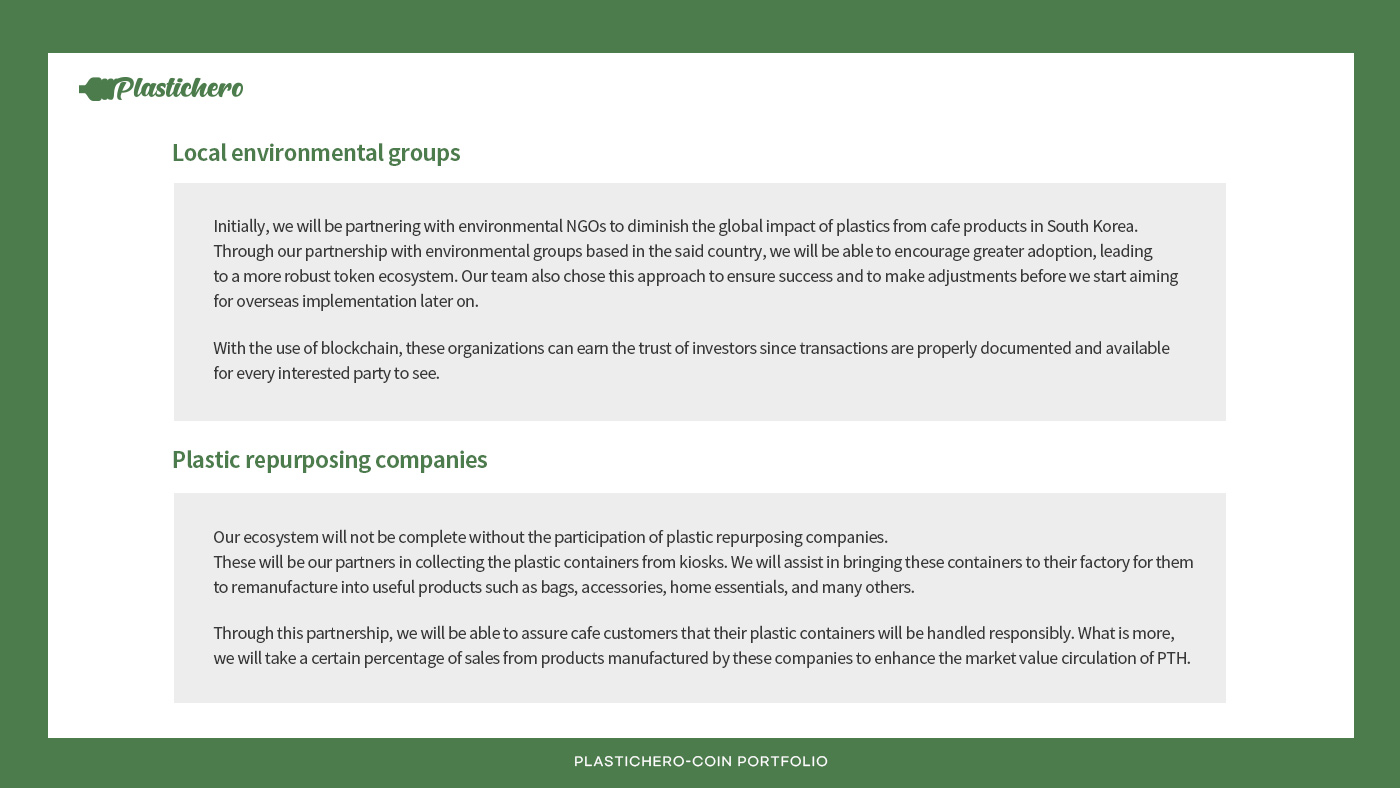 Plastichero
Local environmental groups
Initially, we will be partnering with environmental NGOs to diminish the global impact of plastics from cafe products in South Korea.
Through our partnership with environmental groups based in the said country, we will be able to encourage greater adoption, leading
to a more robust token ecosystem. Our team also chose this approach to ensure success and to make adjustments before we start aiming
for overseas implementation later on.
With the use of blockchain, these organizations can earn the trust of investors since transactions are properly documented and available
for every interested party to see.
Plastic repurposing companies
Our ecosystem will not be complete without the participation of plastic repurposing companies.
These will be our partners in collecting the plastic containers from kiosks. We will assist in bringing these containers to their factory for them
to remanufacture into useful products such as bags, accessories, home essentials, and many others.
Through this partnership, we will be able to assure cafe customers that their plastic containers will be handled responsibly. What is more,
we will take a certain percentage of sales from products manufactured by these companies to enhance the market value circulation of PTH.
PLASTICHERO-COIN PORTFOLIO